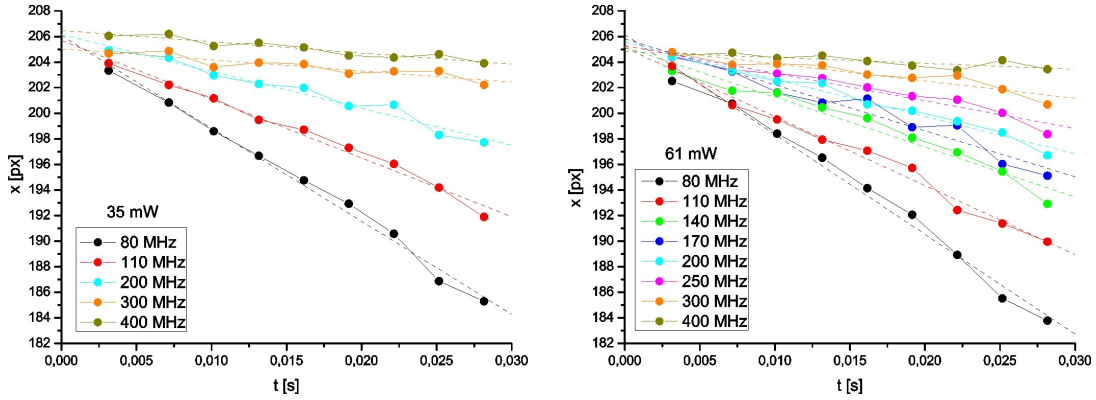 208
206
204
202
200
198
196
194
192
190
188
186
184
182
x [px]
35 mW
80 MHz
110 MHz
200 MHz
300 MHz
400 MHz
0,000 0,005 0,010 0,015 0,020 0,025 0,030
t [s]
208
206
204
202
200
198
196
194
192
190
188
186
184
182
x [px]
61 mW
80 MHz
110 MHz
140 MHz
170 MHz
200 MHz
250 MHz
300 MHz
400 MHz
0,000 0,005 0,010 0,015 0,020 0,025 0,030
t [s]